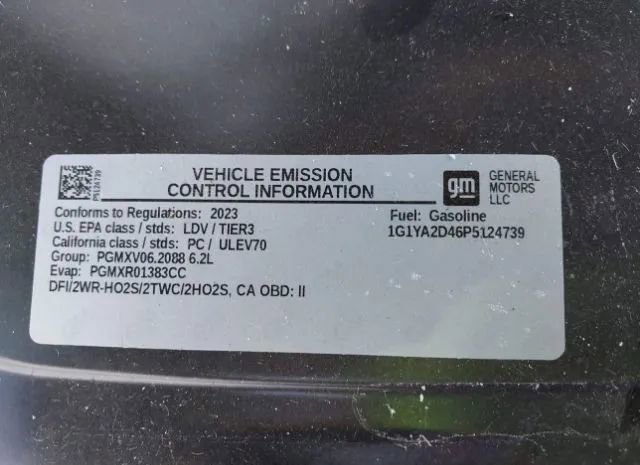 P5124739
VEHICLE EMISSION
CONTROL INFORMATION
gm
GENERAL
MOTORS
LLC
Conforms to Regulations: 2023
U.S. EPA class / stds: LDV / TIER3
California class / stds: PC / ULEV70
Group: PGMXV06.2088 6.2L
Evap: PGMXR01383CC
DFI/2WR-HO2S/2TWC/2HO2S, CA OBD: II
Fuel: Gasoline
1G1YA2D46P5124739